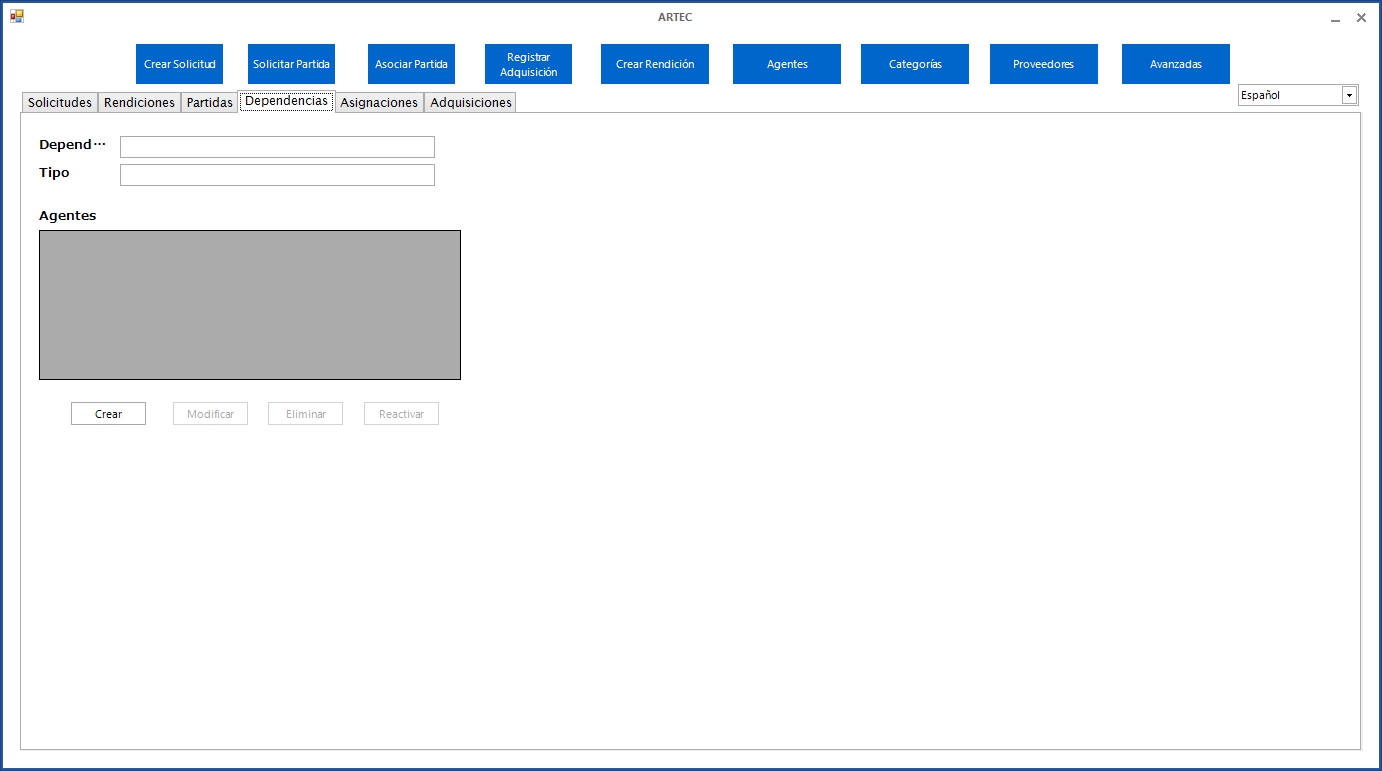 ARTEC
Crear Solicitud
Solicitar Partida
Asociar Partida
Registrar
Adquisición
Crear Rendición
Agentes
Categorías
Proveedores
Avanzadas
Español
Solicitudes
Rendiciones
Partidas
Dependencias
Asignaciones
Adquisiciones
Depend...
Tipo
Agentes
Crear
Modificar
Eliminar
Reactivar